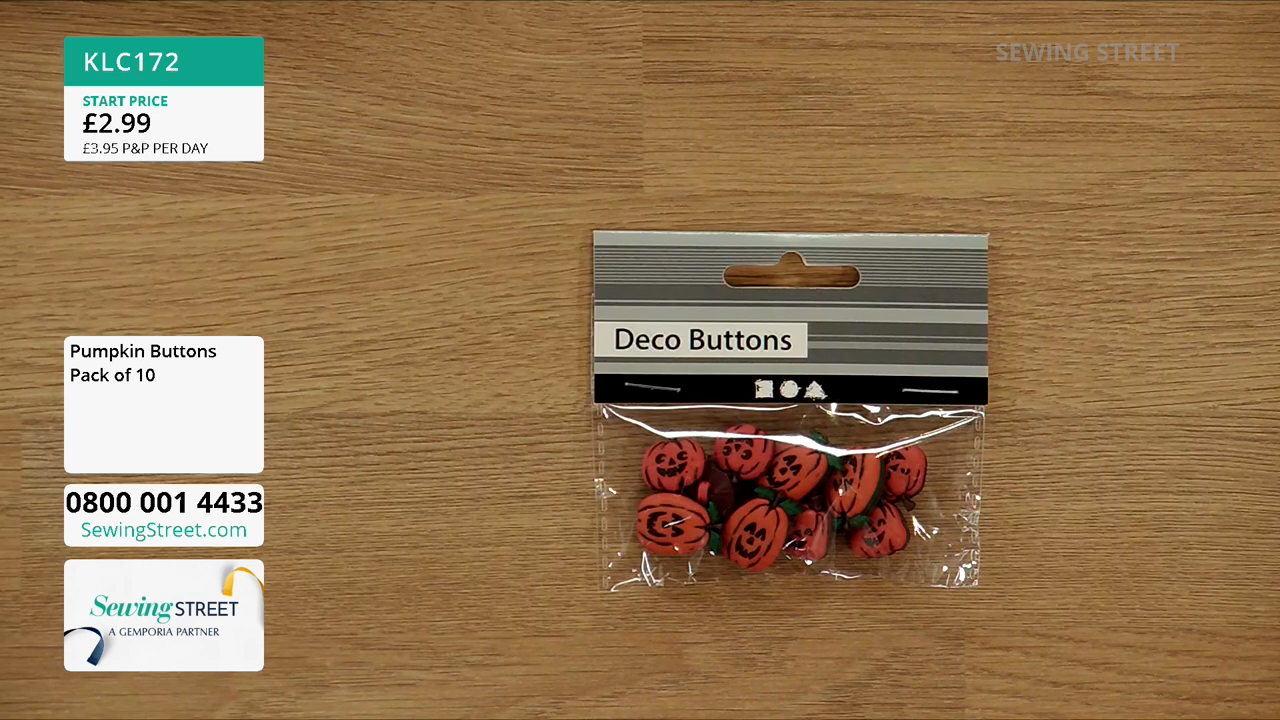 KLC172
START PRICE
£2.99
£3.95 P&P PER DAY
SEWING STREET
Deco Buttons
Pumpkin Buttons
Pack of 10
0800 001 4433
SewingStreet.com
Sewing STREET
A GEMPORIA PARTNER